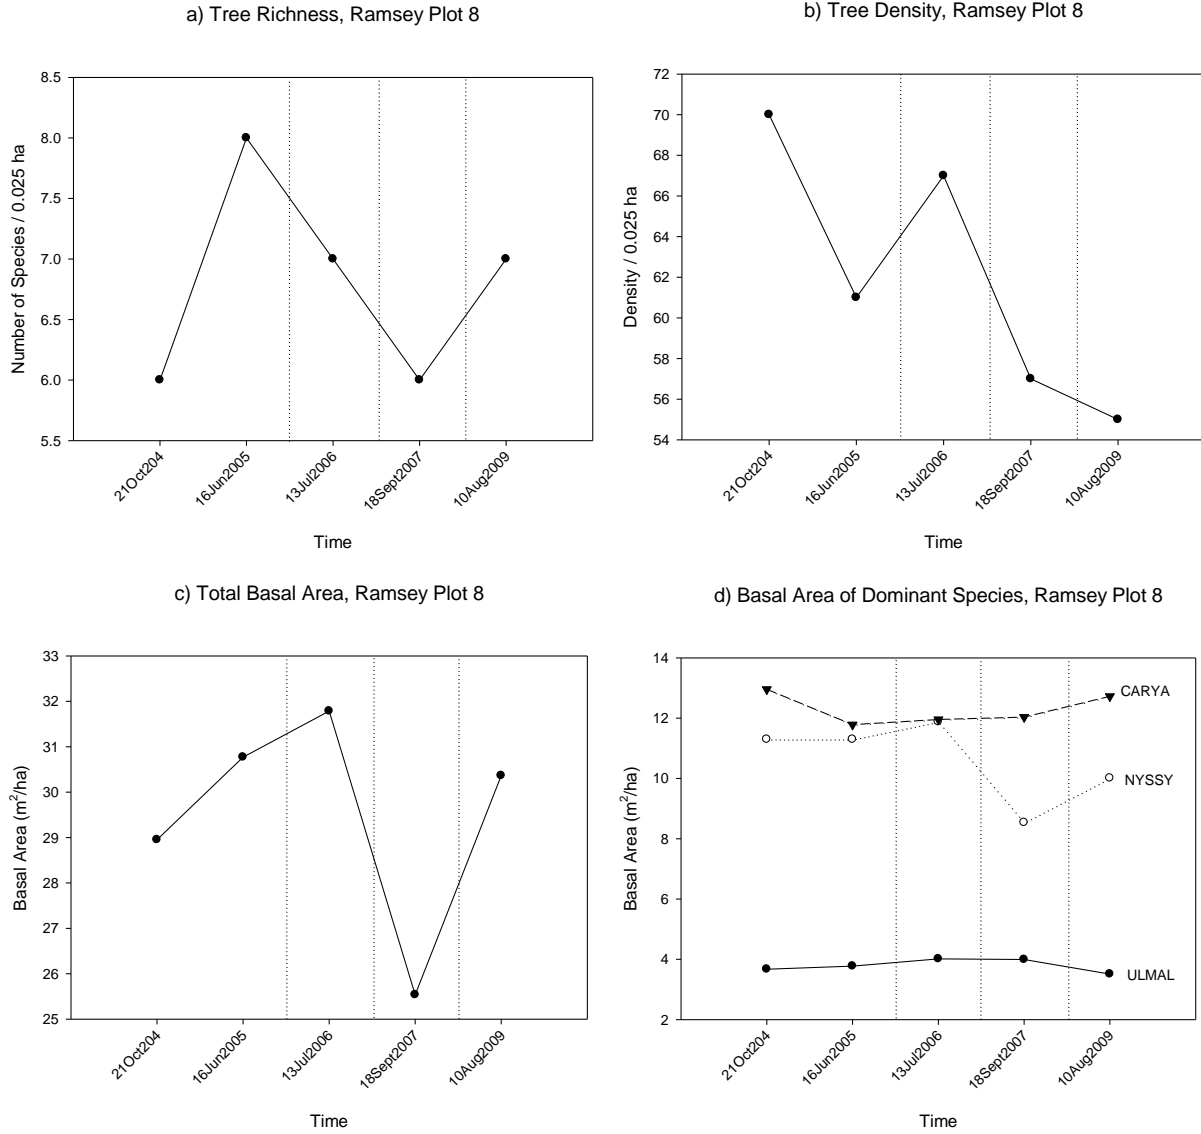 a) Tree Richness, Ramsey Plot 8
Number of Species / 0.025 ha
8.5
8.0
7.5
7.0
6.5
6.0
5.5
21Oct204
16Jun2005
13Jul2006
18Sept2007
10Aug2009
Time
b) Tree Density, Ramsey Plot 8
Density / 0.025 ha
72
70
68
66
64
62
60
58
56
54
21Oct204
16Jun2005
13Jul2006
18Sept2007
10Aug2009
Time
c) Total Basal Area, Ramsey Plot 8
Basal Area (m²/ha)
33
32
31
30
29
28
27
26
25
21Oct204
16Jun2005
13Jul2006
18Sept2007
10Aug2009
Time
d) Basal Area of Dominant Species, Ramsey Plot 8
Basal Area (m²/ha)
14
12
10
8
6
4
2
CARYA
NYSSY
ULMAL
21Oct204
16Jun2005
13Jul2006
18Sept2007
10Aug2009
Time